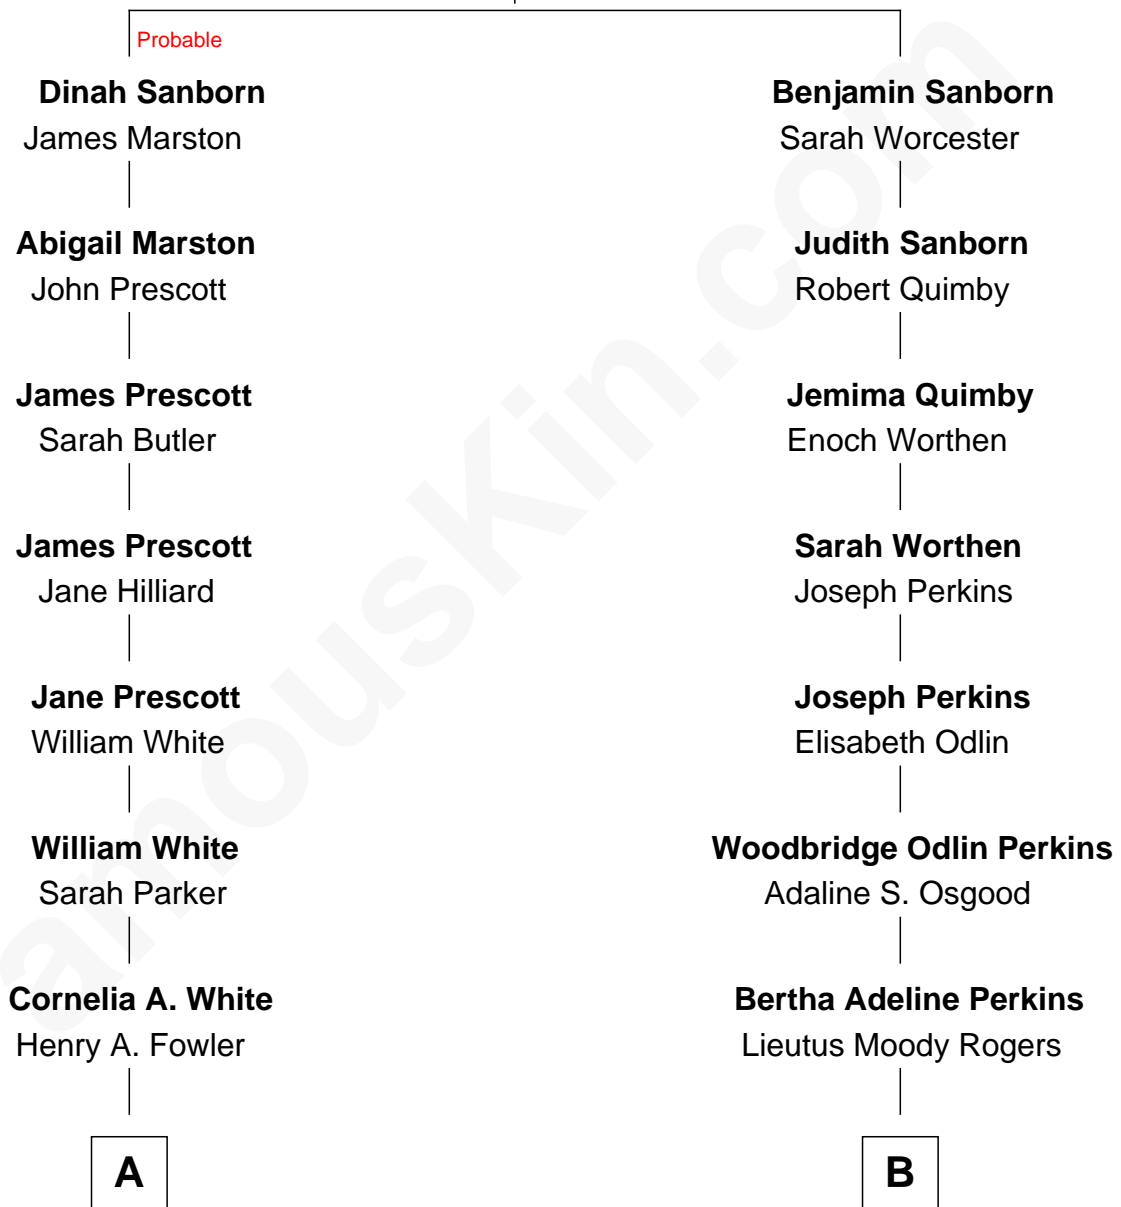 Probable
Dinah Sanborn
James Marston
Benjamin Sanborn
Sarah Worcester
Abigail Marston
John Prescott
Judith Sanborn
Robert Quimby
James Prescott
Sarah Butler
Jemima Quimby
Enoch Worthen
James Prescott
Jane Hilliard
Sarah Worthen
Joseph Perkins
Jane Prescott
William White
Joseph Perkins
Elisabeth Odlin
William White
Sarah Parker
Woodbridge Odlin Perkins
Adaline S. Osgood
Cornelia A. White
Henry A. Fowler
Bertha Adeline Perkins
Lieutus Moody Rogers
A
B
amouskin.com